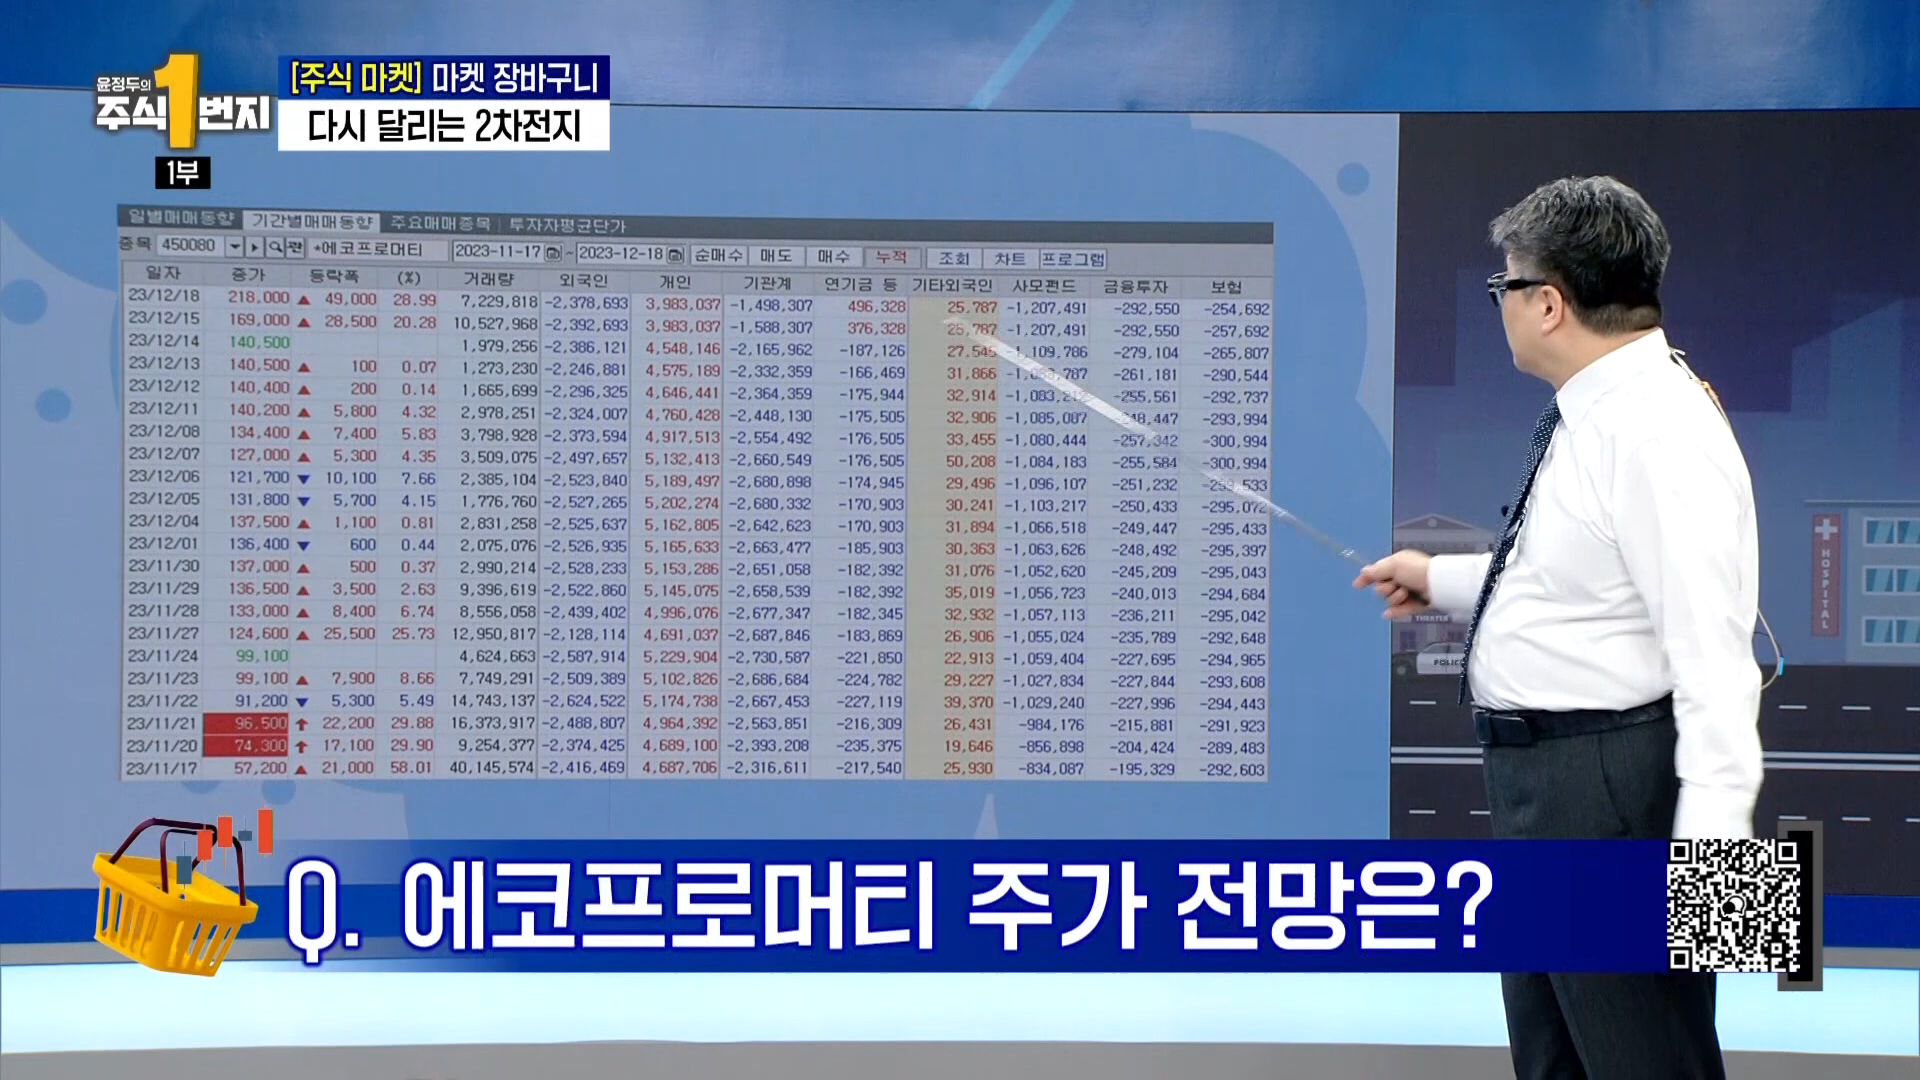 윤정두의
주식1번지
1부
[주식 마켓] 마켓 장바구니
다시 달리는 2차전지
일별매매동향 기간별매매동향 주요매매종목 투자자평균단가
종목 450080 관 *에코프로머티 2023-11-17 ~ 2023-12-18 순매수 매도 매수 누적 조회 차트 프로그램
일자 종가 등락폭 (%) 거래량 외국인 개인 기관계 연기금 등 기타외국인 사모펀드 금융투자 보험
23/12/18 218,000 ▲ 49,000 28.99 7,229,818 -2,378,693 3,983,037 -1,498,307 496,328 25,787 -1,207,491 -292,550 -254,692
23/12/15 169,000 ▲ 28,500 20.28 10,527,968 -2,392,693 3,983,037 -1,588,307 376,328 25,787 -1,207,491 -292,550 -257,692
23/12/14 140,500 1,979,256 -2,386,121 4,548,146 -2,165,962 -187,126 27,545 -1,109,786 -279,104 -265,807
23/12/13 140,500 ▲ 100 0.07 1,273,230 -2,246,881 4,575,189 -2,332,359 -166,469 31,866 -261,181 -290,544
23/12/12 140,400 ▲ 200 0.14 1,665,699 -2,296,325 4,646,441 -2,364,359 -175,944 32,914 -255,561 -292,737
23/12/11 140,200 ▲ 5,800 4.32 2,978,251 -2,324,007 4,760,428 -2,448,130 -175,505 32,906 -1,085,087 -293,994
23/12/08 134,400 ▲ 7,400 5.83 3,798,928 -2,373,594 4,917,513 -2,554,492 -176,505 33,455 -1,080,444 -257,342 -300,994
23/12/07 127,000 ▲ 5,300 4.35 3,509,075 -2,497,657 5,132,413 -2,660,549 -176,505 50,208 -1,084,183 -255,584 -300,994
23/12/06 121,700 ▼ 10,100 7.66 2,385,104 -2,523,840 5,189,497 -2,680,898 -174,945 29,496 -1,096,107 -251,232
23/12/05 131,800 ▼ 5,700 4.15 1,776,760 -2,527,265 5,202,274 -2,680,332 -170,903 30,241 -1,103,217 -250,433 -295,072
23/12/04 137,500 ▲ 1,100 0.81 2,831,258 -2,525,637 5,162,805 -2,642,623 -170,903 31,894 -1,066,518 -249,447 -295,433
23/12/01 136,400 ▼ 600 0.44 2,075,076 -2,526,935 5,165,633 -2,663,477 -185,903 30,363 -1,063,626 -248,492 -295,397
23/11/30 137,000 ▲ 500 0.37 2,990,214 -2,528,233 5,153,286 -2,651,058 -182,392 31,076 -1,052,620 -245,209 -295,043
23/11/29 136,500 ▲ 3,500 2.63 9,396,619 -2,522,860 5,145,075 -2,658,539 -182,392 35,019 -1,056,723 -240,013 -294,684
23/11/28 133,000 ▲ 8,400 6.74 8,556,058 -2,439,402 4,996,076 -2,677,347 -182,345 32,932 -1,057,113 -236,211 -295,042
23/11/27 124,600 ▲ 25,500 25.73 12,950,817 -2,128,114 4,691,037 -2,687,846 -183,869 26,906 -1,055,024 -235,789 -292,648
23/11/24 99,100 4,624,663 -2,587,914 5,229,904 -2,730,587 -221,850 22,913 -1,059,404 -227,695 -294,965
23/11/23 99,100 ▲ 7,900 8.66 7,749,291 -2,509,389 5,102,826 -2,686,684 -224,782 29,227 -1,027,834 -227,844 -293,608
23/11/22 91,200 ▼ 5,300 5.49 14,743,137 -2,624,522 5,174,738 -2,667,453 -227,119 39,370 -1,029,240 -227,996 -294,443
23/11/21 96,500 ↑ 22,200 29.88 16,373,917 -2,488,807 4,964,392 -2,563,851 -216,309 26,431 -984,176 -215,881 -291,923
23/11/20 74,300 ↑ 17,100 29.90 9,254,377 -2,374,425 4,689,100 -2,393,208 -235,375 19,646 -856,898 -204,424 -289,483
23/11/17 57,200 ▲ 21,000 58.01 40,145,574 -2,416,469 4,687,706 -2,316,611 -217,540 25,930 -834,087 -195,329 -292,603
HOSPITAL
THEATER
POLIC
Q. 에코프로머티 주가 전망은?